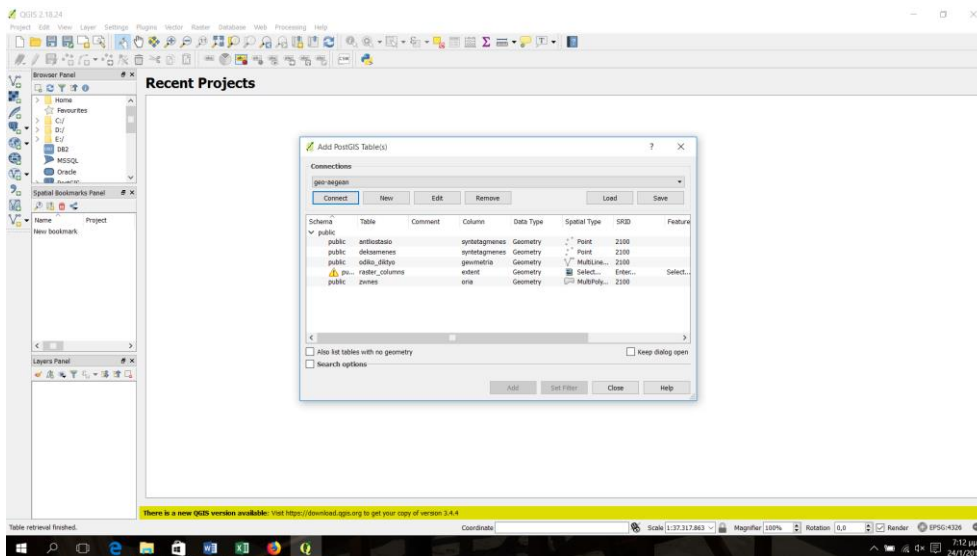 QGIS 2.18.24
Project Edit View Layer Settings Plugins Vector Raster Database Web Processing Help
Browser Panel
Home
Favourites
C:/
D:/
E:/
DB2
MSSQL
Oracle
PostGIS
Spatial Bookmarks Panel
Name Project
New bookmark
Layers Panel
Recent Projects
Add PostGIS Table(s)
Connections
geo-aegean
Connect New Edit Remove Load Save
Schema Table Comment Column Data Type Spatial Type SRID Feature
public
public antliostasio syntetagmenes Geometry Point 2100
public deksamenes syntetagmenes Geometry Point 2100
public odiko_diktyo gewmetria Geometry MultiLine... 2100
pu... raster_columns extent Geometry Select... Enter... Select...
public zwnes oria Geometry MultiPoly... 2100
Also list tables with no geometry Keep dialog open
Search options
Add Set Filter Close Help
There is a new QGIS version available: Visit https://download.qgis.org to get your copy of version 3.4.4
Table retrieval finished. Coordinate Scale 1:37.317.863 Magnifier 100% Rotation 0,0 Render EPSG:4326
7:12 μμ